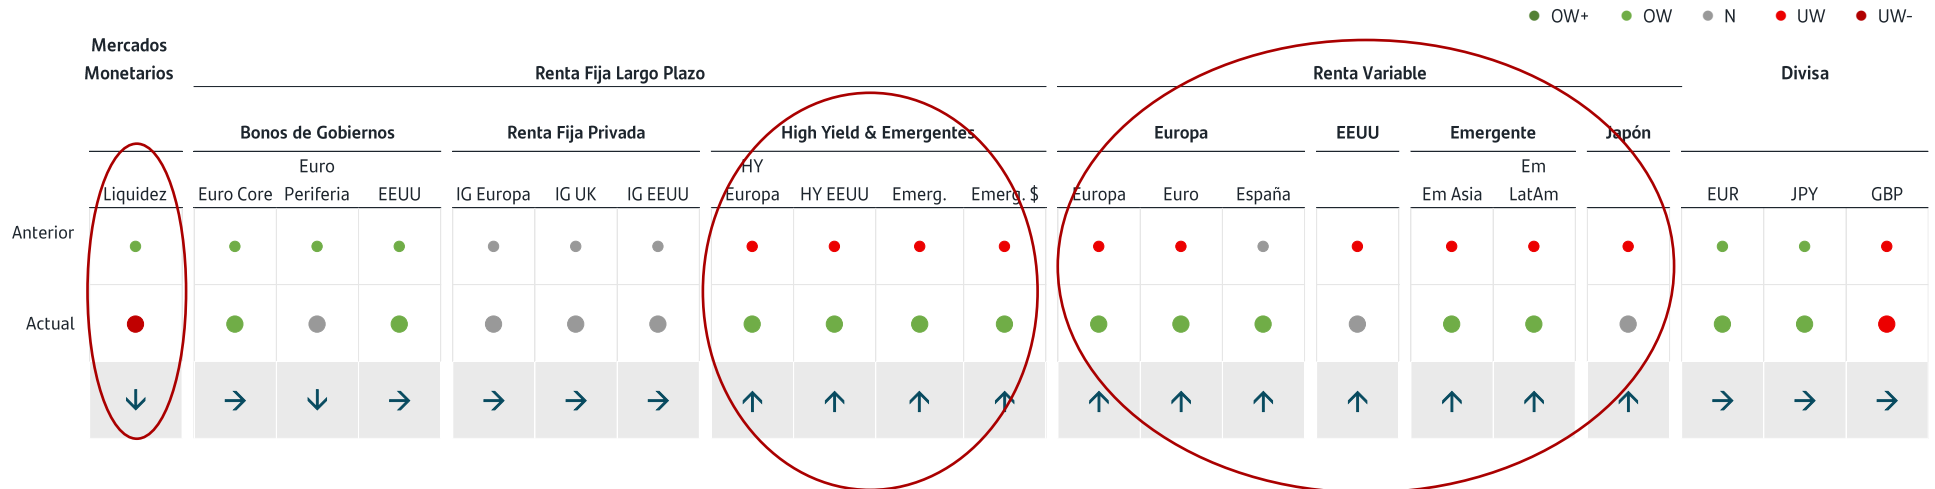 OW+ OW N UW UW-
Mercados
Monetarios Renta Fija Largo Plazo Renta Variable Divisa
Bonos de Gobiernos Renta Fija Privada High Yield & Emergentes Europa EEUU Emergente Japón
Euro HY Em
Liquidez Euro Core Periferia EEUU IG Europa IG UK IG EEUU Europa HY EEUU Emerg. Emerg. $ Europa Euro España Em Asia LatAm EUR JPY GBP
Anterior
Actual